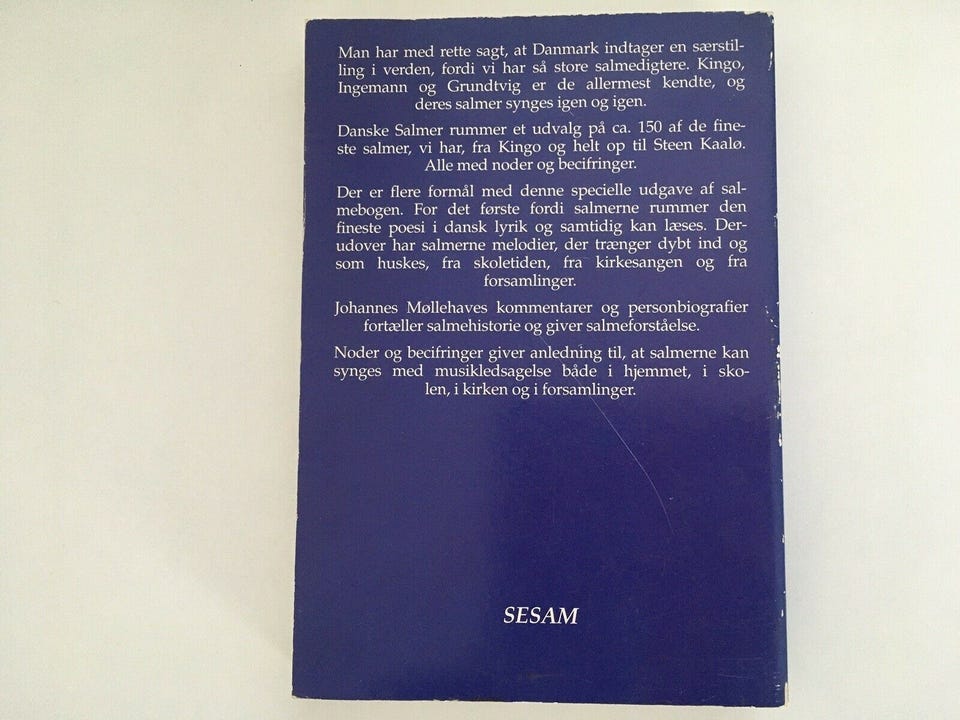 Man har med rette sagt, at Danmark indtager en særstil-
ling i verden, fordi vi har så store salmedigtere. Kingo,
Ingemann og Grundtvig er de allermest kendte, og
deres salmer synges igen og igen.
Danske Salmer rummer et udvalg på ca. 150 af de fine-
ste salmer, vi har, fra Kingo og helt op til Steen Kaalø.
Alle med noder og becifringer.
Der er flere formål med denne specielle udgave af sal-
mebogen. For det første fordi salmerne rummer den
fineste poesi i dansk lyrik og samtidig kan læses. Der-
udover har salmerne melodier, der trænger dybt ind og
som huskes, fra skoletiden, fra kirkesangen og fra
forsamlinger.
Johannes Møllehaves kommentarer og personbiografier
fortæller salmehistorie og giver salmeforståelse.
Noder og becifringer giver anledning til, at salmerne kan
synges med musikledsagelse både i hjemmet, i sko-
len, i kirken og i forsamlinger.
SESAM